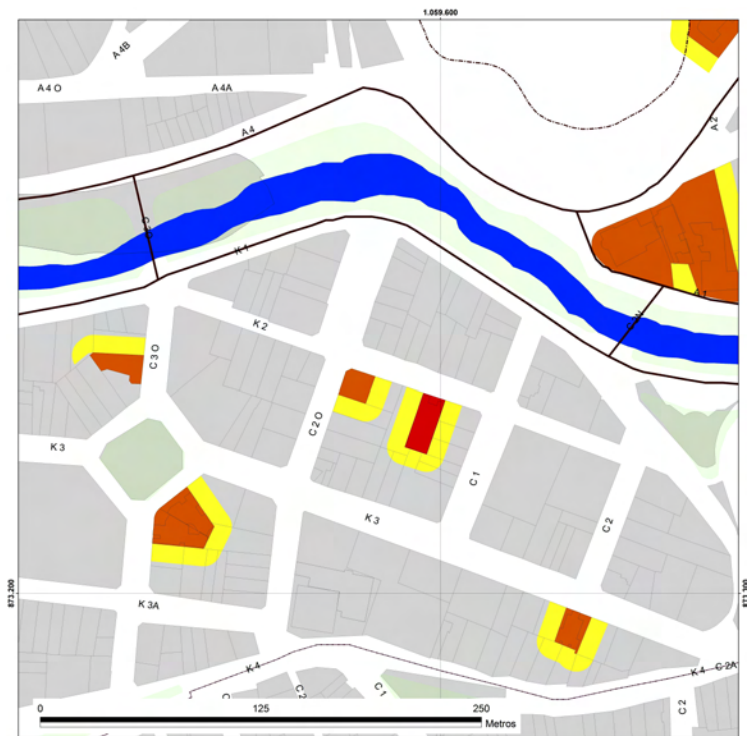 1.059.600
A 4B
A 4 O
A 4A
A 4
A 2
K 1
A 1
K 2
C 3 O
C 2 O
K 3
C 1
K 3
C 2
873.200
873.200
K 3A
K 4
K 4
C 2A
C 2
C 1
C 2
0
125
250
Metros